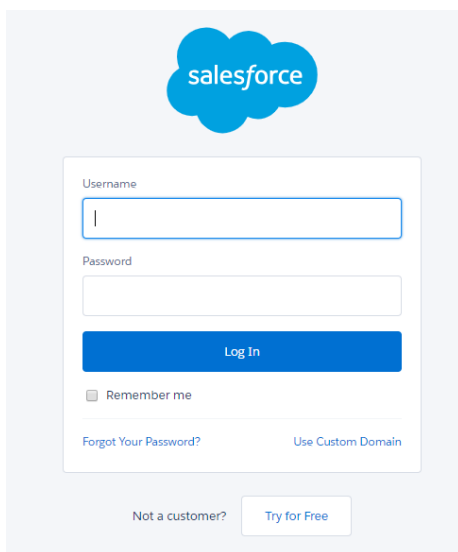 salesforce
Username
Password
Log In
Remember me
Forgot Your Password? Use Custom Domain
Not a customer? Try for Free